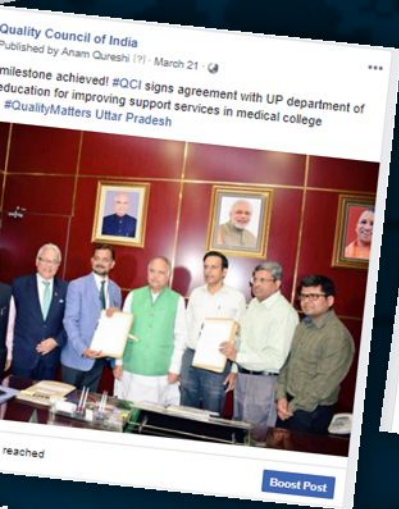 Quality Council of India
Published by Anam Qureshi [?] · March 21 ·
milestone achieved! #QCI signs agreement with UP department of
education for improving support services in medical college
#QualityMatters Uttar Pradesh
reached
Boost Post